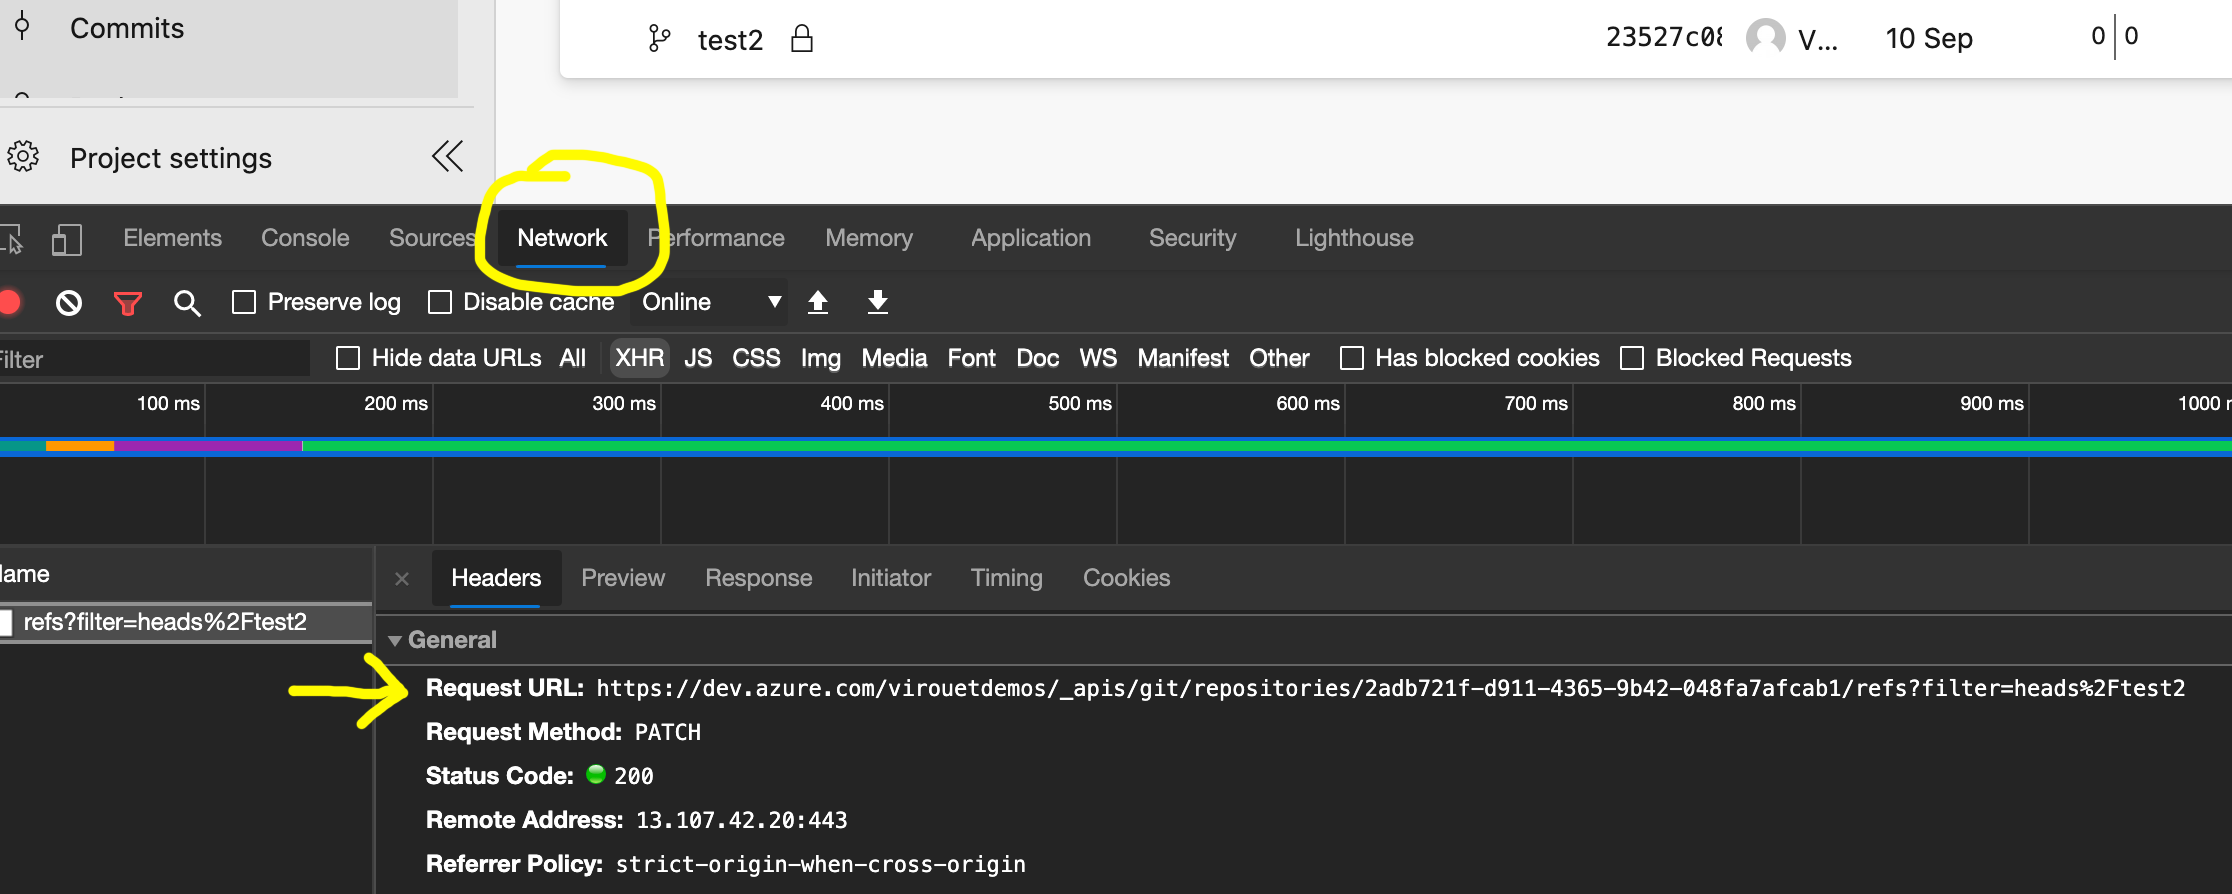 Commits
test2
23527c08
V...
10 Sep
0
0
Project settings
Elements Console Sources Network Performance Memory Application Security Lighthouse
Preserve log Disable cache Online
Filter Hide data URLs All XHR JS CSS Img Media Font Doc WS Manifest Other Has blocked cookies Blocked Requests
100 ms 200 ms 300 ms 400 ms 500 ms 600 ms 700 ms 800 ms 900 ms 1000
Name
Headers Preview Response Initiator Timing Cookies
refs?filter=heads%2Ftest2
General
Request URL: https://dev.azure.com/virouetdemos/_apis/git/repositories/2adb721f-d911-4365-9b42-048fa7afcab1/refs?filter=heads%2Ftest2
Request Method: PATCH
Status Code: 200
Remote Address: 13.107.42.20:443
Referrer Policy: strict-origin-when-cross-origin